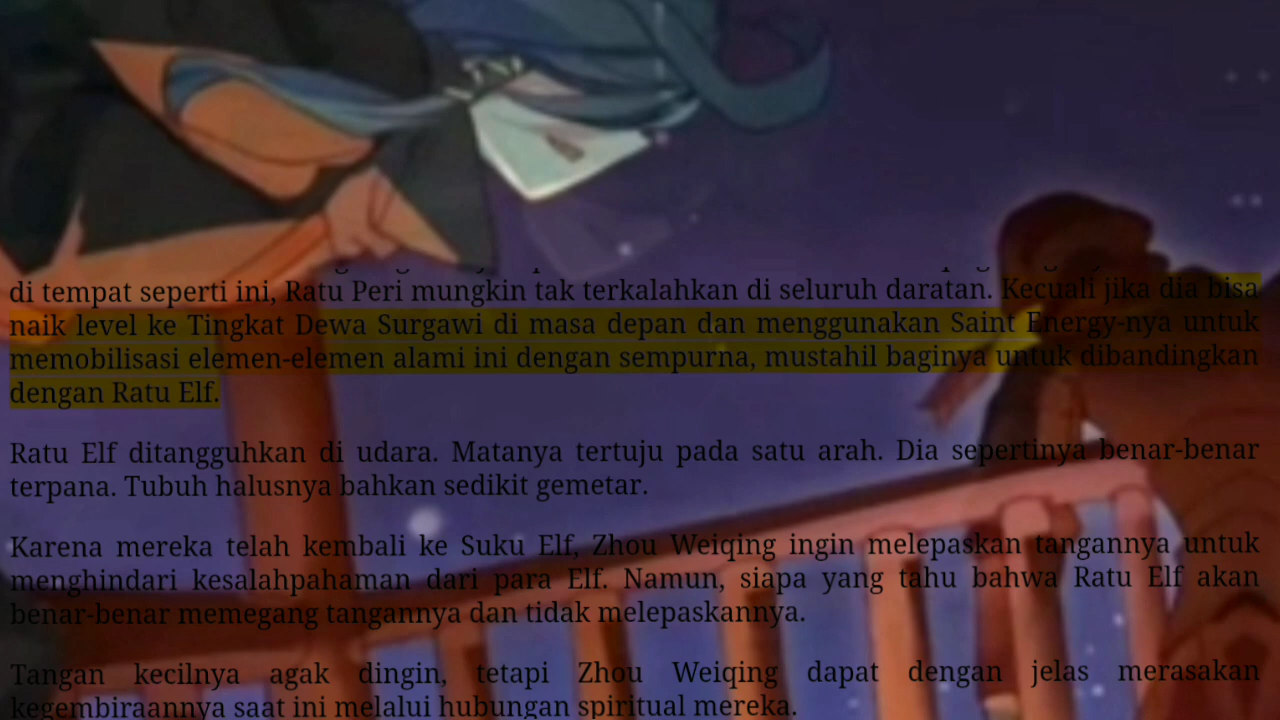 di tempat seperti ini, Ratu Peri mungkin tak terkalahkan di seluruh daratan. Kecuali jika dia bisa
naik level ke Tingkat Dewa Surgawi di masa depan dan menggunakan Saint Energy-nya untuk
memobilisasi elemen-elemen alami ini dengan sempurna, mustahil baginya untuk dibandingkan
dengan Ratu Elf.
Ratu Elf ditangguhkan di udara. Matanya tertuju pada satu arah. Dia sepertinya benar-benar
terpana. Tubuh halusnya bahkan sedikit gemetar.
Karena mereka telah kembali ke Suku Elf, Zhou Weiqing ingin melepaskan tangannya untuk
menghindari kesalahpahaman dari para Elf. Namun, siapa yang tahu bahwa Ratu Elf akan
benar-benar memegang tangannya dan tidak melepaskannya.
Tangan kecilnya agak dingin, tetapi Zhou Weiqing dapat dengan jelas merasakan
kegembiraannya saat ini melalui hubungan spiritual mereka.